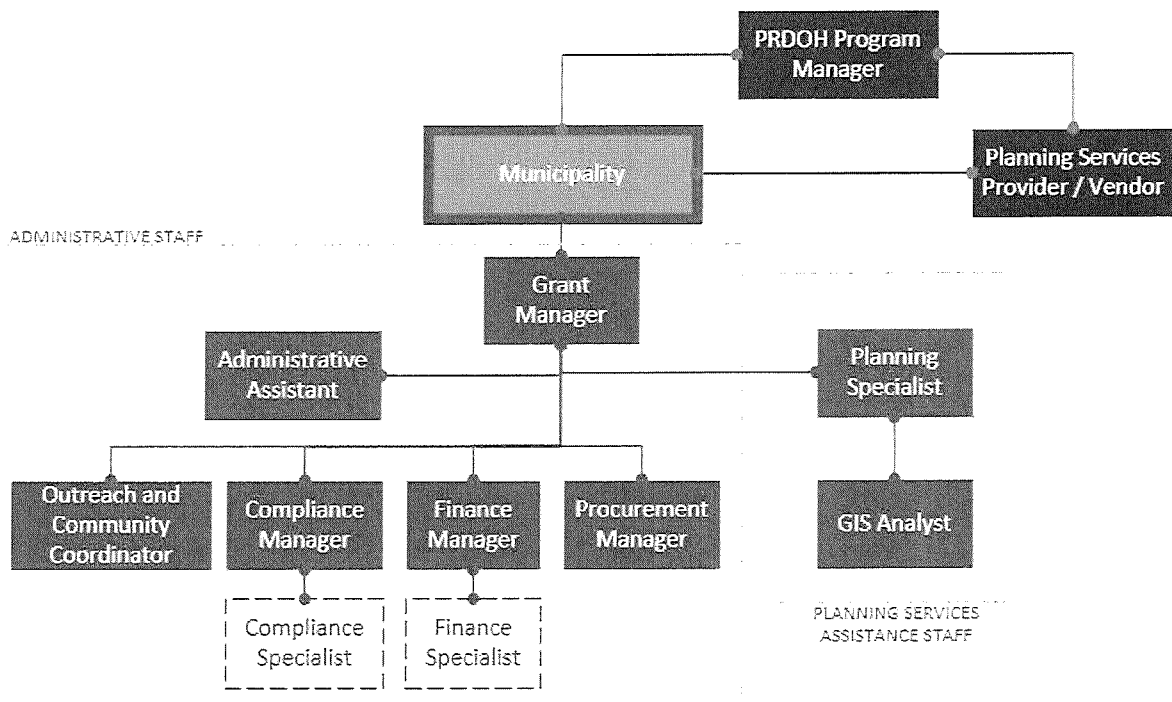 PRDOH Program
Manager
Municipality
Planning Services
Provider / Vendor
ADMINISTRATIVE STAFF
Grant
Manager
Administrative
Assistant
Planning
Specialist
Outreach and
Community
Coordinator
Compliance
Manager
Finance
Manager
Procurement
Manager
GIS Analyst
Compliance
Specialist
Finance
Specialist
PLANNING SERVICES
ASSISTANCE STAFF